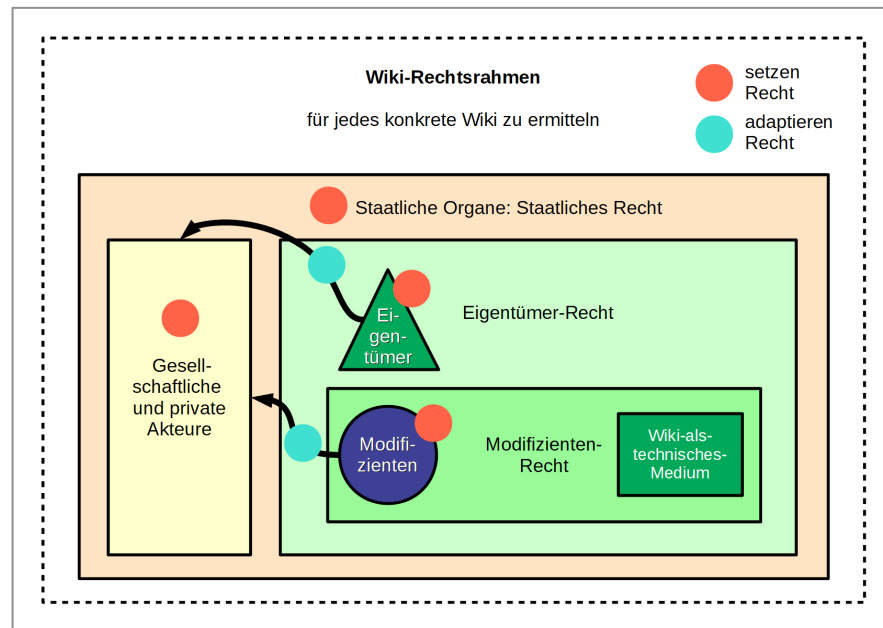 Wiki-Rechtsrahmen
für jedes konkrete Wiki zu ermitteln
setzen
Recht
adaptieren
Recht
Staatliche Organe: Staatliches Recht
Gesell-
schaftliche
und private
Akteure
Ei-
gen-
tümer
Eigentümer-Recht
Modifi-
zienten
Modifizienten-
Recht
Wiki-als-
technisches-
Medium